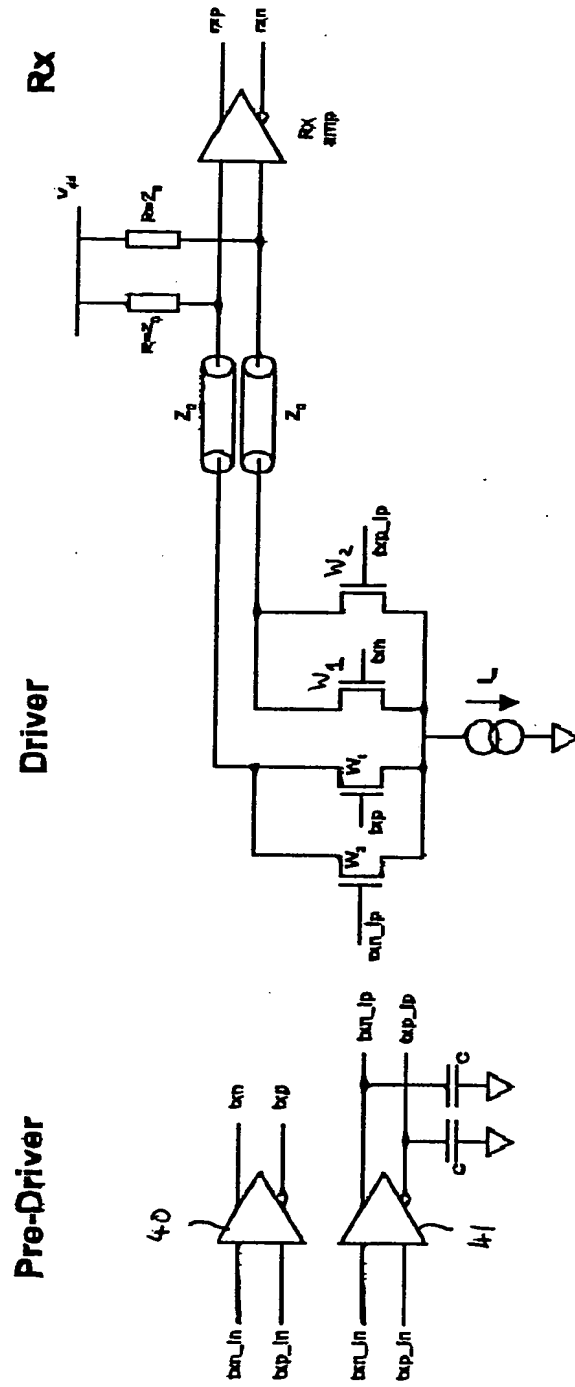 Pre-Driver
Driver
Rx
txn_in
txp_in
40
txn
txp
txn_in
txp_in
41
txn_lp
txp_lp
C
C
txn_lp
W2
txp
W1
W1
txn
W2
txp_lp
I
Z0
Z0
Vdd
R=Z0
R=Z0
Rx
amp
rxp
rxn